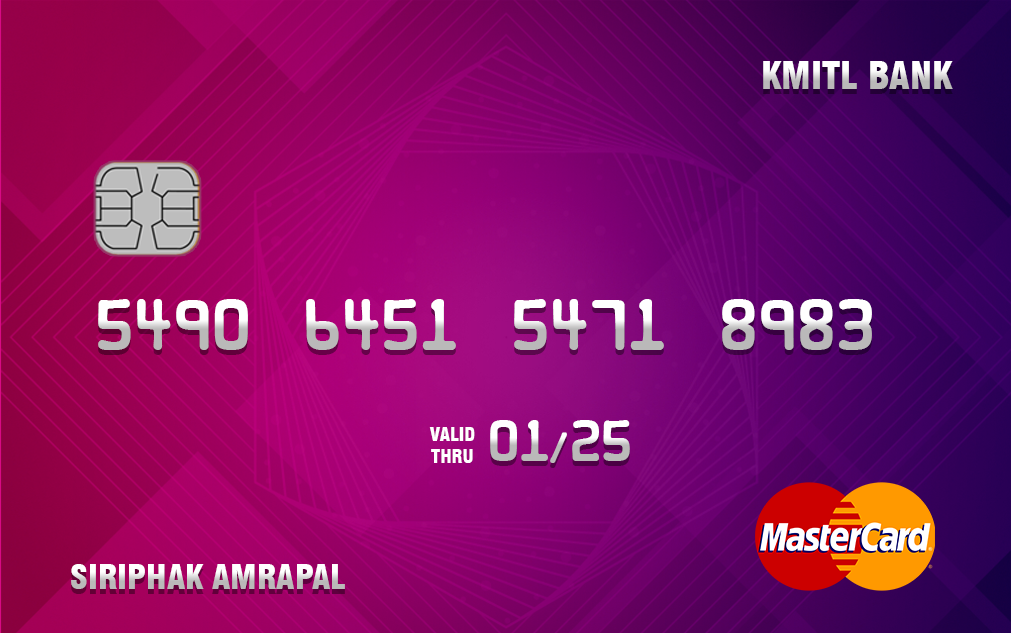 KMITL BANK
5490 6451 5471 8983
VALID THRU 01/25
MasterCard
SIRIPHAK AMRAPAL